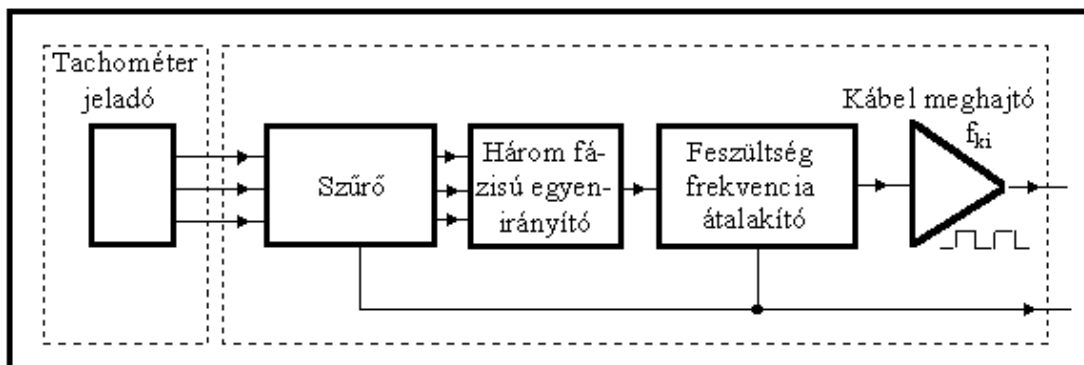 Tachométer
jeladó
Szűrő
Három fá-
zisú egyen-
irányító
Feszültség
frekvencia
átalakító
Kábel meghajtó
fki